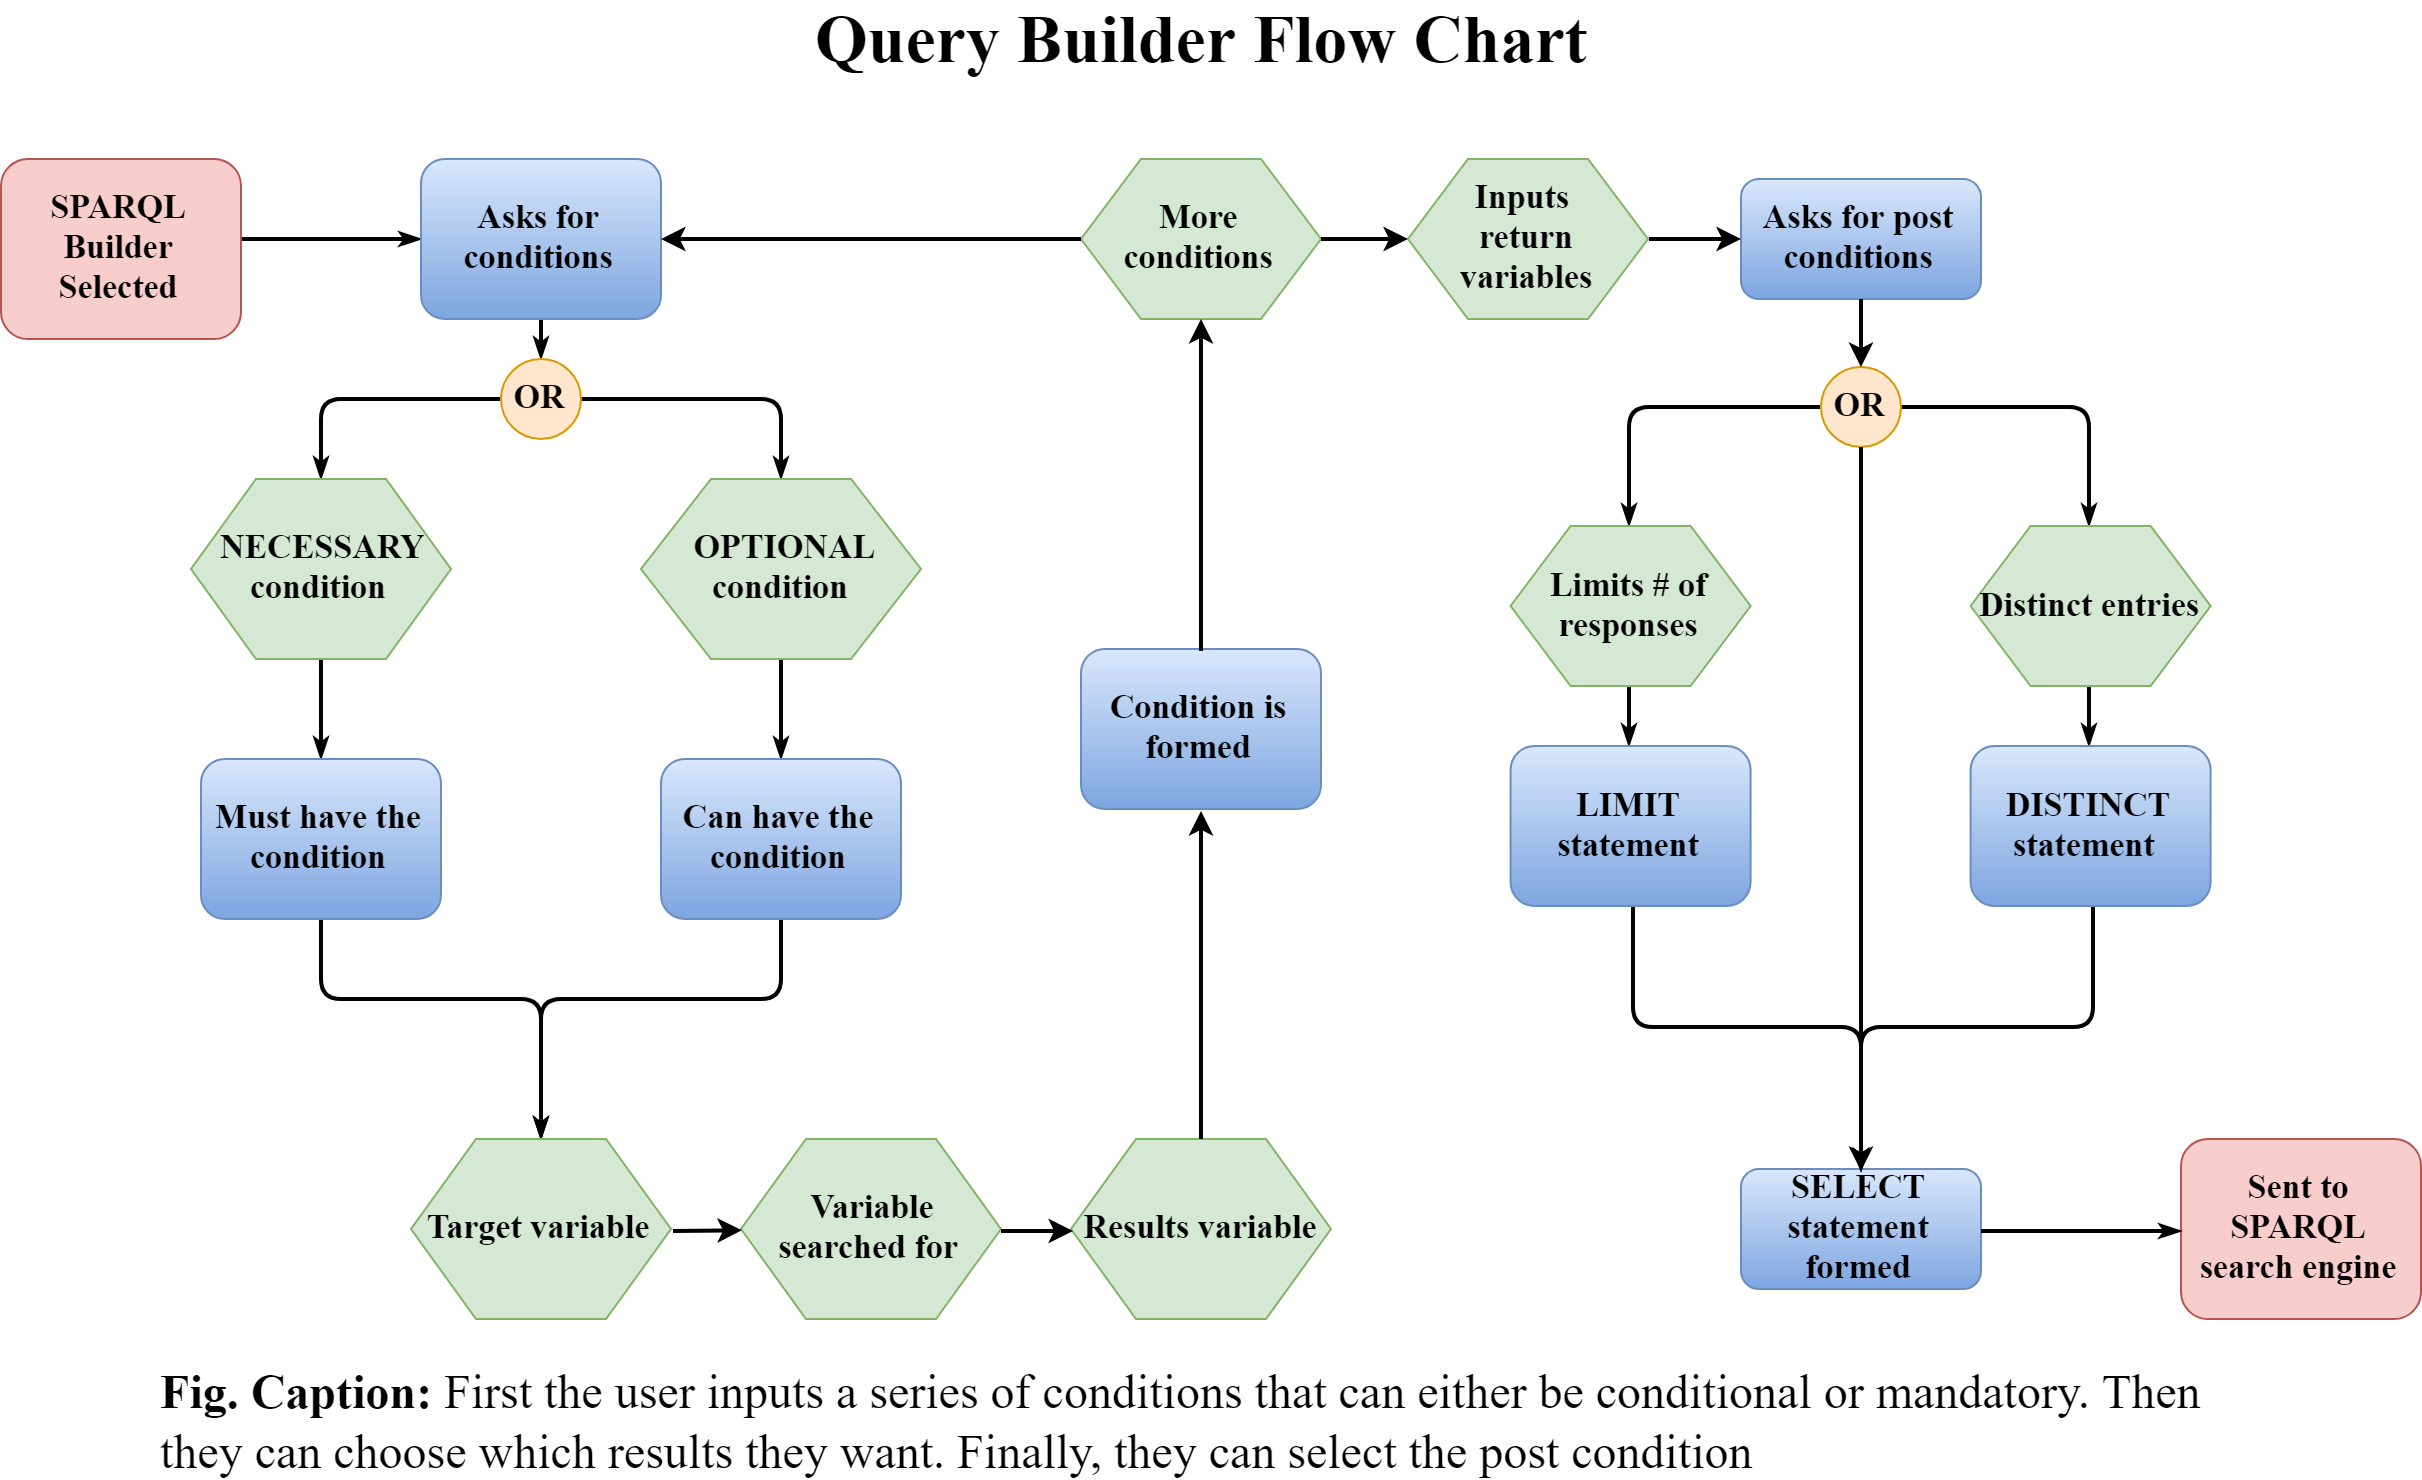 Query Builder Flow Chart
SPARQL
Builder
Selected
Asks for
conditions
More
conditions
Inputs
return
variables
Asks for post
conditions
OR
OR
NECESSARY
condition
OPTIONAL
condition
Limits # of
responses
Distinct entries
Must have the
condition
Can have the
condition
Condition is
formed
LIMIT
statement
DISTINCT
statement
Target variable
Variable
searched for
Results variable
SELECT
statement
formed
Sent to
SPARQL
search engine
Fig. Caption: First the user inputs a series of conditions that can either be conditional or mandatory. Then
they can choose which results they want. Finally, they can select the post condition